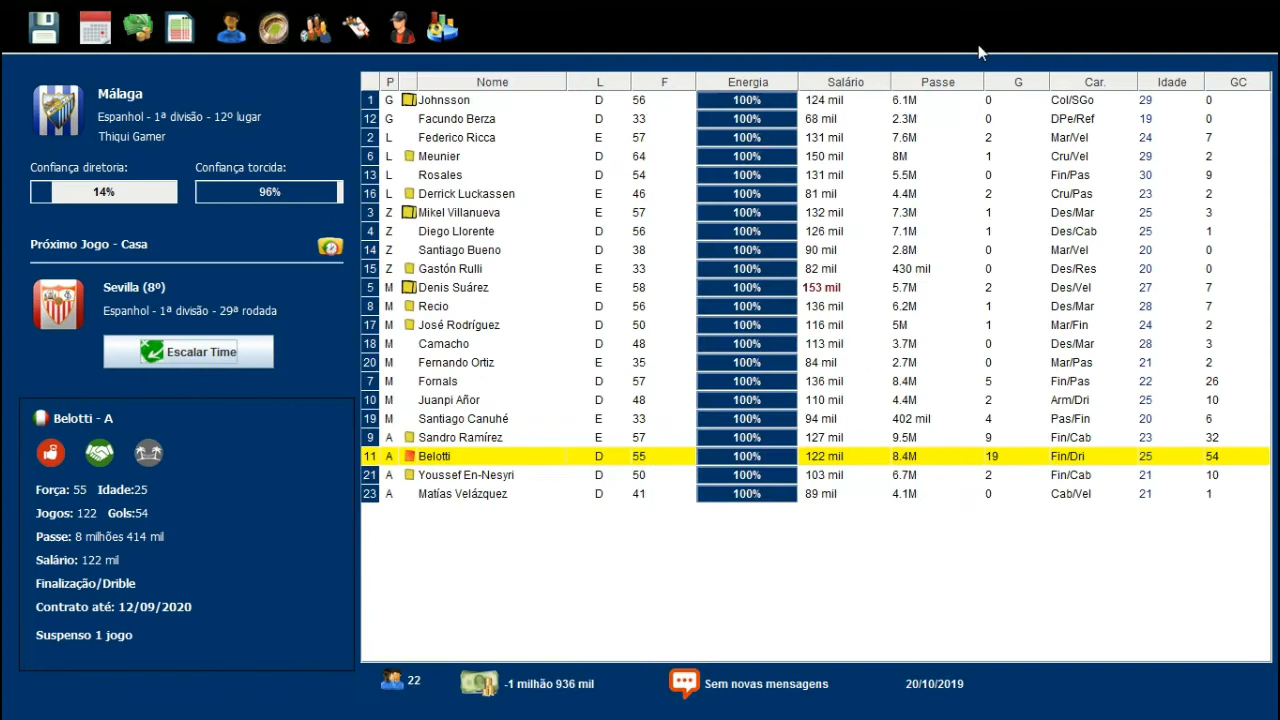 Málaga
Espanhol - 1ª divisão - 12º lugar
Thiqui Gamer
Confiança diretoria:
Confiança torcida:
14%
96%
Próximo Jogo - Casa
Sevilla (8º)
Espanhol - 1ª divisão - 29ª rodada
Escalar Time
Belotti - A
Força: 55 Idade:25
Jogos: 122 Gols:54
Passe: 8 milhões 414 mil
Salário: 122 mil
Finalização/Drible
Contrato até: 12/09/2020
Suspenso 1 jogo
P Nome L F Energia Salário Passe G Car. Idade GC
1 G Johnsson D 56 100% 124 mil 6.1M 0 Col/SGo 29 0
12 G Facundo Berza D 33 100% 68 mil 2.3M 0 DPe/Ref 19 0
2 L Federico Ricca E 57 100% 131 mil 7.6M 2 Mar/Vel 24 7
6 L Meunier D 64 100% 150 mil 8M 1 Cru/Vel 29 2
13 L Rosales D 54 100% 131 mil 5.5M 0 Fin/Pas 30 9
16 L Derrick Luckassen E 46 100% 81 mil 4.4M 2 Cru/Pas 23 2
3 Z Mikel Villanueva E 57 100% 132 mil 7.3M 1 Des/Mar 25 3
4 Z Diego Llorente D 56 100% 126 mil 7.1M 1 Des/Cab 25 1
14 Z Santiago Bueno D 38 100% 90 mil 2.8M 0 Mar/Vel 20 0
15 Z Gastón Rulli E 33 100% 82 mil 430 mil 0 Des/Res 20 0
5 M Denis Suárez E 58 100% 153 mil 5.7M 2 Des/Vel 27 7
8 M Recio D 56 100% 136 mil 6.2M 1 Des/Mar 28 7
17 M José Rodríguez D 50 100% 116 mil 5M 1 Mar/Fin 24 2
18 M Camacho D 48 100% 113 mil 3.7M 0 Des/Mar 28 3
20 M Fernando Ortiz E 35 100% 84 mil 2.7M 0 Mar/Pas 21 2
7 M Fornals D 57 100% 136 mil 8.4M 5 Fin/Pas 22 26
10 M Juanpi Añor D 48 100% 110 mil 4.4M 2 Arm/Dri 25 10
19 M Santiago Canuhé E 33 100% 94 mil 402 mil 4 Pas/Fin 20 6
9 A Sandro Ramírez E 57 100% 127 mil 9.5M 9 Fin/Cab 23 32
11 A Belotti D 55 100% 122 mil 8.4M 19 Fin/Dri 25 54
21 A Youssef En-Nesyri D 50 100% 103 mil 6.7M 2 Fin/Cab 21 10
23 A Matías Velázquez D 41 100% 89 mil 4.1M 0 Cab/Vel 21 1
22
-1 milhão 936 mil
Sem novas mensagens
20/10/2019